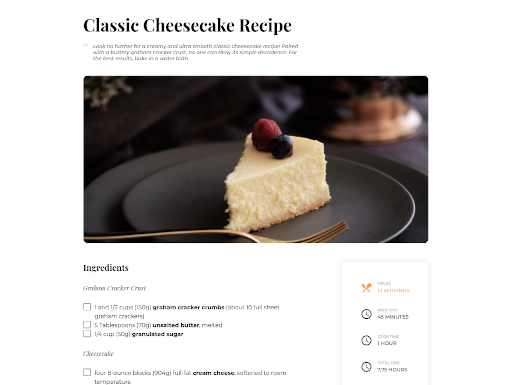 Classic Cheesecake Recipe
Look no further for a creamy and ultra smooth classic cheesecake recipe! Paired
with a buttery graham cracker crust, no one can deny its simple decadence. For
the best results, bake in a water bath.
Ingredients
Graham Cracker Crust
1 and 1/2 cups (150g) graham cracker crumbs (about 10 full sheet
graham crackers)
5 Tablespoons (70g) unsalted butter, melted
1/4 cup (50g) granulated sugar
Cheesecake
four 8-ounce blocks (904g) full-fat cream cheese, softened to room
temperature
YIELDS
12 SERVINGS
PREP TIME
45 MINUTES
COOK TIME
1 HOUR
TOTAL TIME
7.75 HOURS